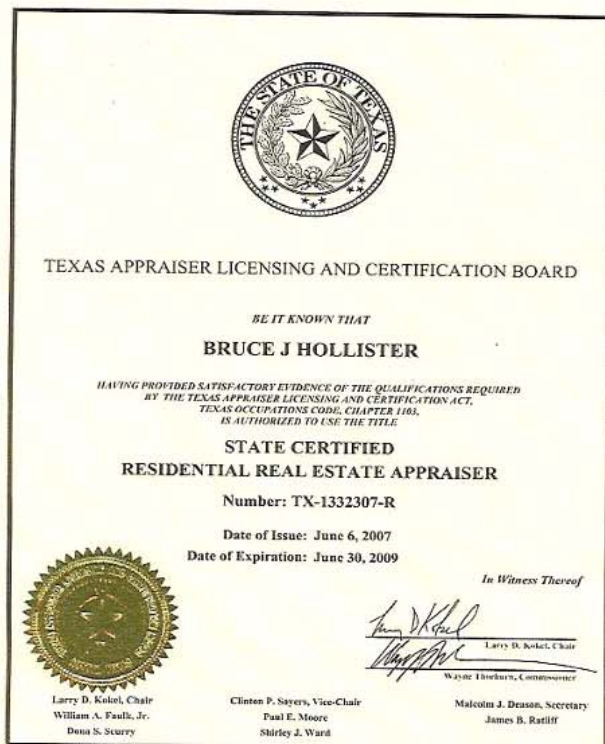 THE STATE OF TEXAS
TEXAS APPRAISER LICENSING AND CERTIFICATION BOARD
BE IT KNOWN THAT
BRUCE J HOLLISTER
HAVING PROVIDED SATISFACTORY EVIDENCE OF THE QUALIFICATIONS REQUIRED
BY THE TEXAS APPRAISER LICENSING AND CERTIFICATION ACT,
TEXAS OCCUPATIONS CODE, CHAPTER 1103,
IS AUTHORIZED TO USE THE TITLE
STATE CERTIFIED
RESIDENTIAL REAL ESTATE APPRAISER
Number: TX-1332307-R
Date of Issue: June 6, 2007
Date of Expiration: June 30, 2009
In Witness Thereof
Larry D. Kokel, Chair
Wayne Thorburn, Commissioner
Larry D. Kokel, Chair
William A. Faulk, Jr.
Dona S. Scurry
Clinton P. Sayers, Vice-Chair
Paul E. Moore
Shirley J. Ward
Malcolm J. Deason, Secretary
James B. Ratliff